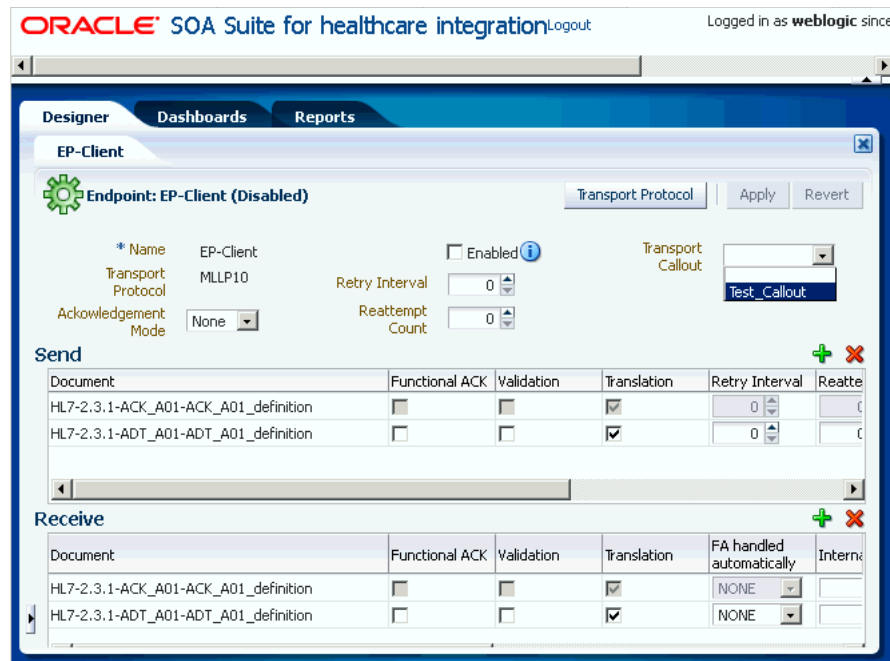 ORACLE® SOA Suite for healthcare integration Logout Logged in as weblogic since
Designer Dashboards Reports
EP-Client
Endpoint: EP-Client (Disabled) Transport Protocol Apply Revert
* Name EP-Client Enabled Transport Callout
Transport Protocol MLLP10 Retry Interval 0 Test_Callout
Ackowledgement Mode None Reattempt Count 0
Send
Document Functional ACK Validation Translation Retry Interval Reatte
HL7-2.3.1-ACK_A01-ACK_A01_definition 0 0
HL7-2.3.1-ADT_A01-ADT_A01_definition 0 0
Receive
Document Functional ACK Validation Translation FA handled automatically Interna
HL7-2.3.1-ACK_A01-ACK_A01_definition NONE
HL7-2.3.1-ADT_A01-ADT_A01_definition NONE